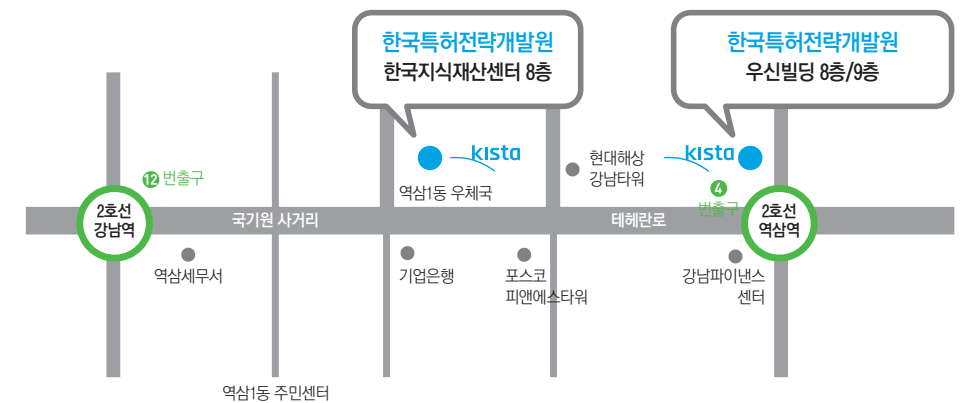 한국특허전략개발원
한국지식재산센터 8층
한국특허전략개발원
우신빌딩 8층/9층
kista
현대해상
강남타워
kista
12 번출구
역삼1동 우체국
4
번출구
2호선
강남역
국기원 사거리
테헤란로
2호선
역삼역
역삼세무서
기업은행
포스코
피앤에스타워
강남파이낸스
센터
역삼1동 주민센터